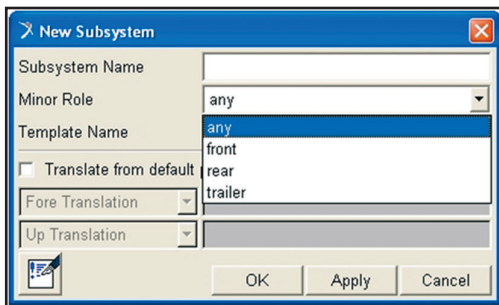 New Subsystem
Subsystem Name
Minor Role any
any
Template Name
front
Translate from default
rear
trailer
Fore Translation
Up Translation
OK Apply Cancel